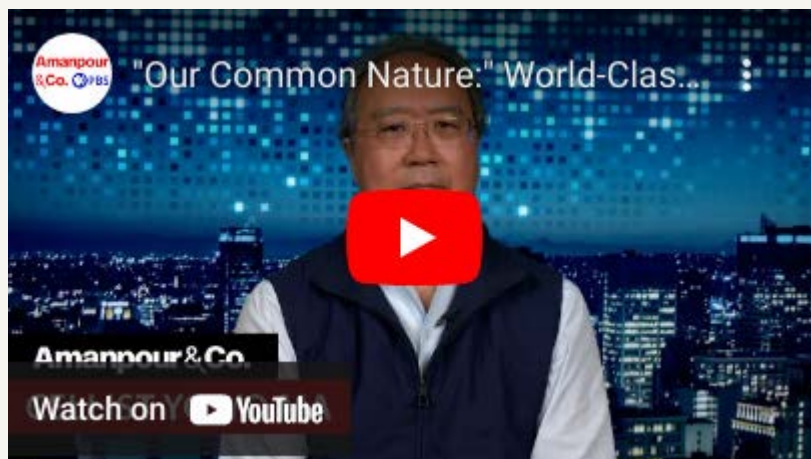 Amanpour
&Co. PBS
"Our Common Nature:" World-Clas...
Amanpour&Co.
Watch on YouTube